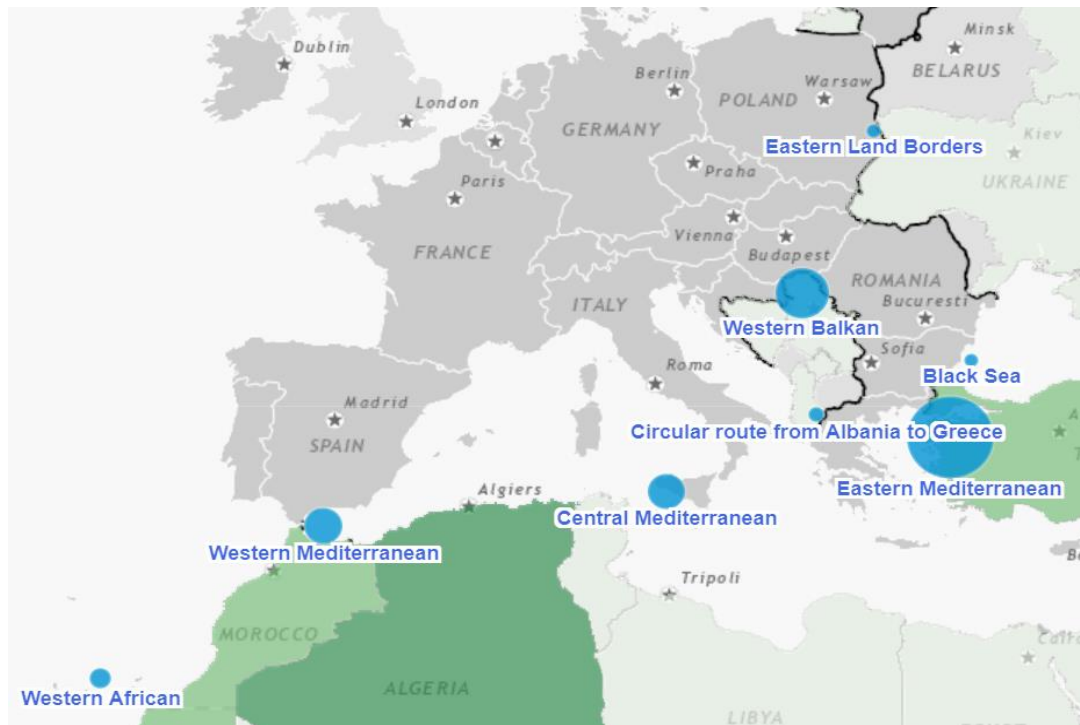 Dublin
Minsk
BELARUS
Berlin
Warsaw
POLAND
London
GERMANY
Kiev
Eastern Land Borders
Praha
Paris
UKRAINE
Vienna
Budapest
FRANCE
ROMANIA
ITALY
Bucuresti
Western Balkan
Sofia
Roma
Black Sea
Madrid
SPAIN
Circular route from Albania to Greece
Algiers
Eastern Mediterranean
Central Mediterranean
Western Mediterranean
Tripoli
MOROCCO
ALGERIA
Western African
LIBYA